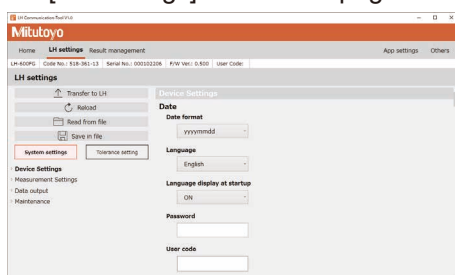 LH Communication Tool V1.0
Mitutoyo
Home LH settings Result management App settings Others
LH-600FG Code No.: 518-361-13 Serial No.: 000102206 F/W Ver.: 0.500 User Code:
LH settings
Transfer to LH
Reload
Read from file
Save in file
System settings Tolerance setting
Device Settings
Measurement Settings
Data output
Maintenance
Device Settings
Date
Date format
yyyymmdd
Language
English
Language display at startup
ON
Password
User code